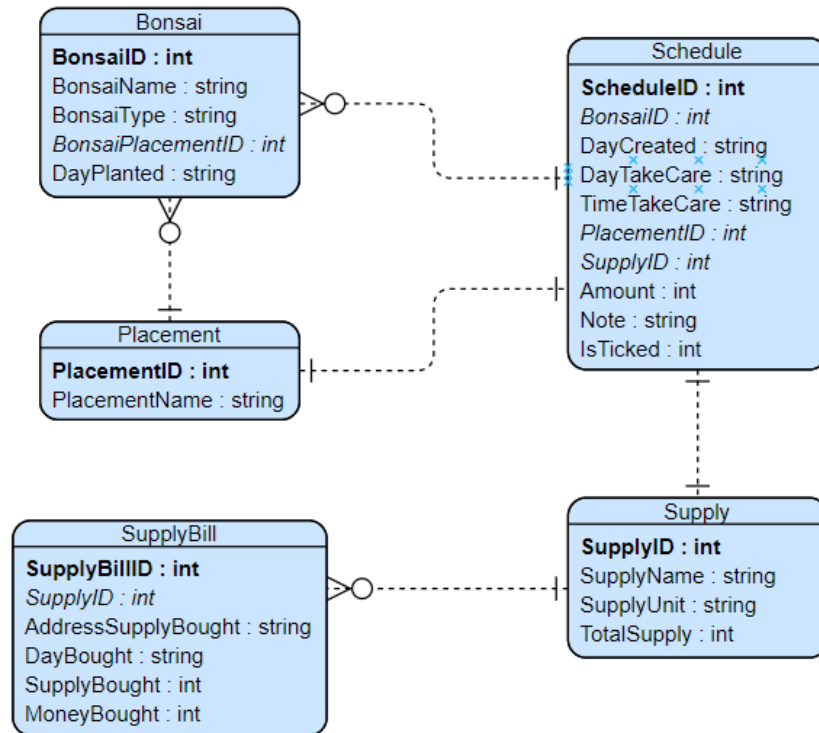 Bonsai
BonsaiID : int
BonsaiName : string
BonsaiType : string
BonsaiPlacementID : int
DayPlanted : string
Schedule
ScheduleID : int
BonsaiID : int
DayCreated : string
DayTakeCare : string
TimeTakeCare : string
PlacementID : int
SupplyID : int
Amount : int
Note : string
IsTicked : int
Placement
PlacementID : int
PlacementName : string
SupplyBill
SupplyBillID : int
SupplyID : int
AddressSupplyBought : string
DayBought : string
SupplyBought : int
MoneyBought : int
Supply
SupplyID : int
SupplyName : string
SupplyUnit : string
TotalSupply : int